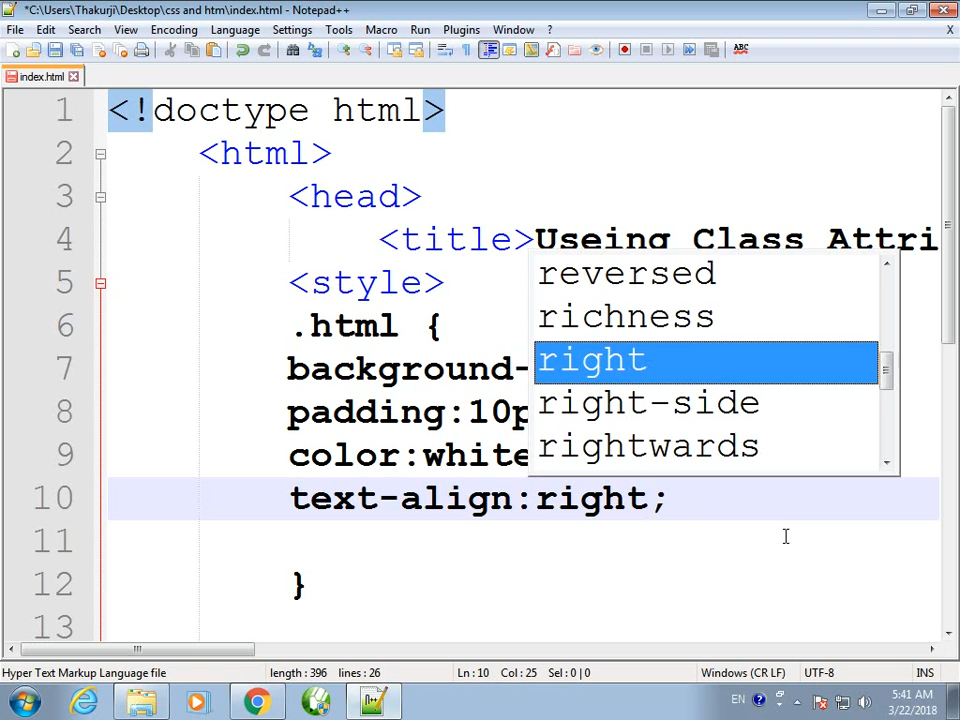 *C:\Users\Thakurji\Desktop\css and htm\index.html - Notepad++
File Edit Search View Encoding Language Settings Tools Macro Run Plugins Window ? X
ABC
index.html
1 <!doctype html>
2 <html>
3 <head>
4 <title>Useing Class Attri
5 <style>
6 .html {
7 background-
8 padding:10p
9 color:white
10 text-align:right;
11
12 }
13
reversed
richness
right
right-side
rightwards
Hyper Text Markup Language file length : 396 lines : 26 Ln : 10 Col : 25 Sel : 0 | 0 Windows (CR LF) UTF-8 INS
EN 5:41 AM
3/22/2018